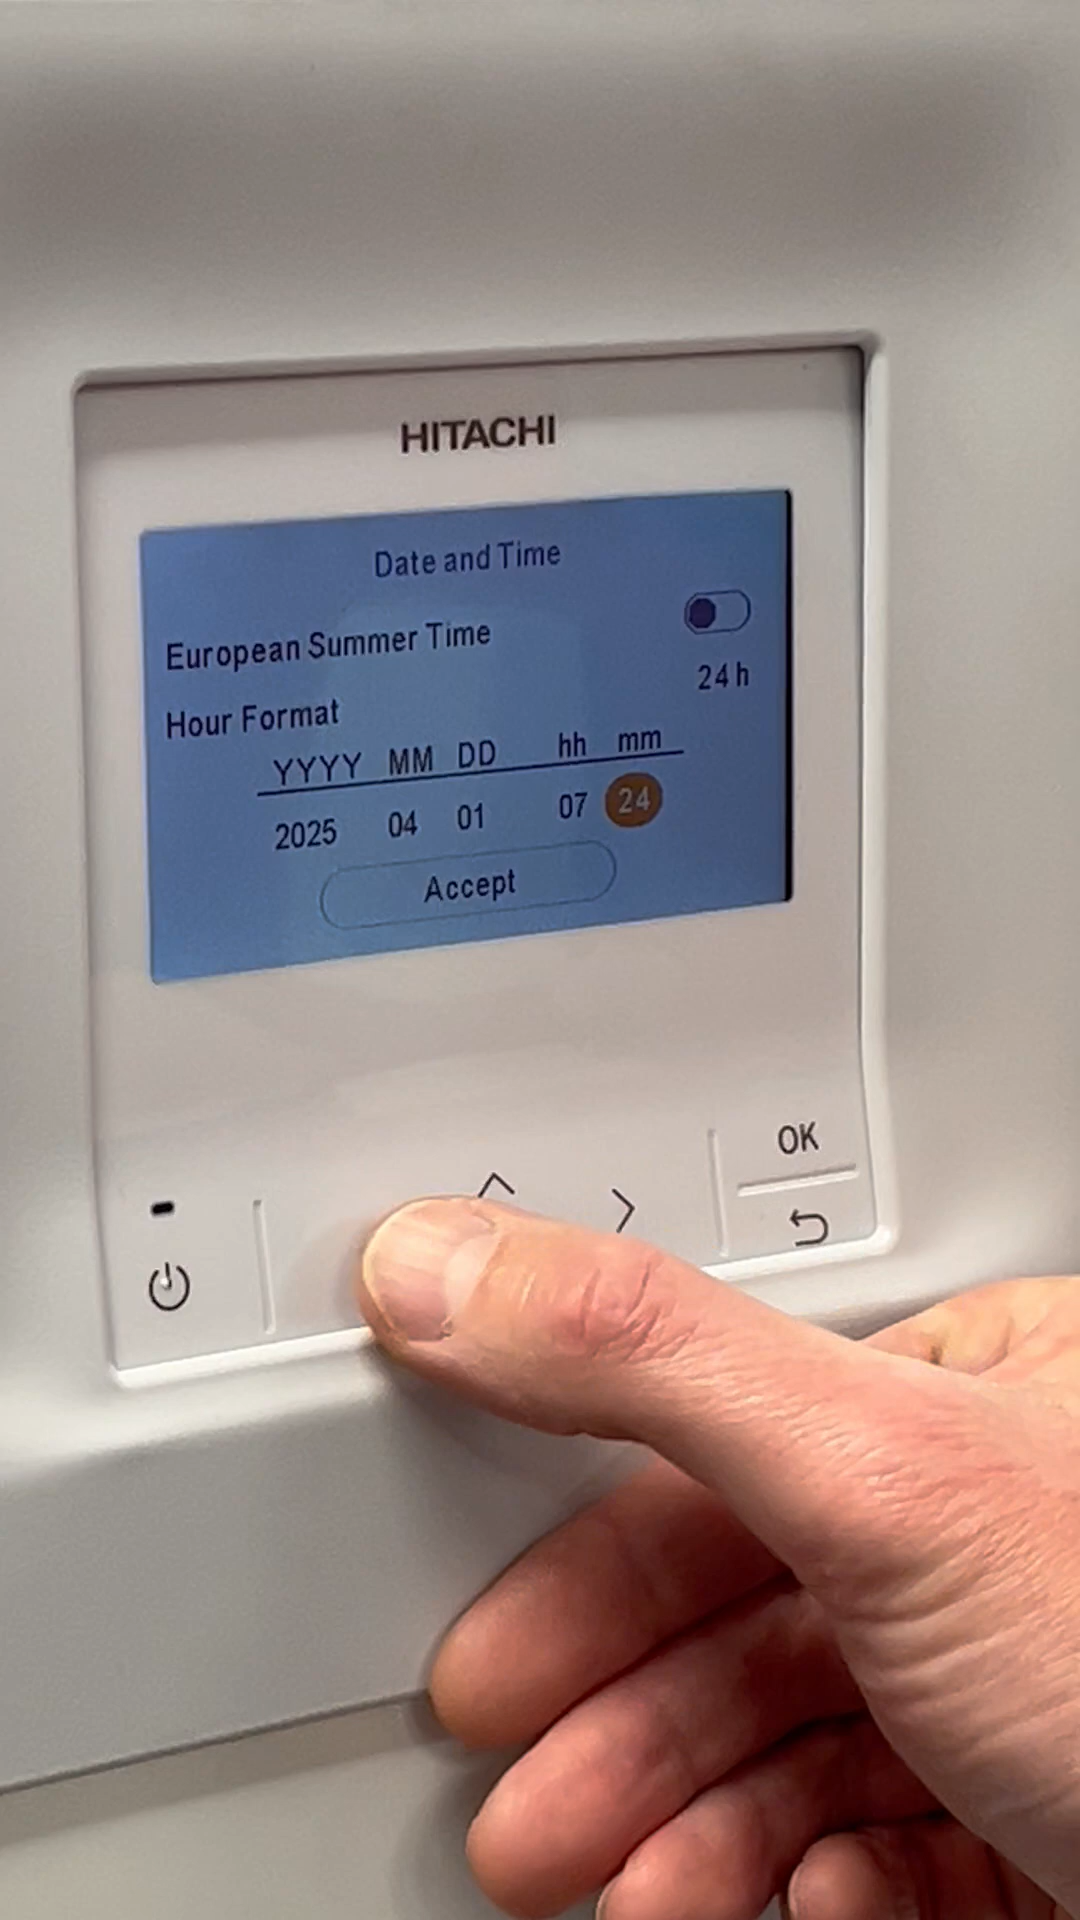 HITACHI
Date and Time
European Summer Time
Hour Format 24 h
YYYY MM DD hh mm
2025 04 01 07 24
Accept
OK